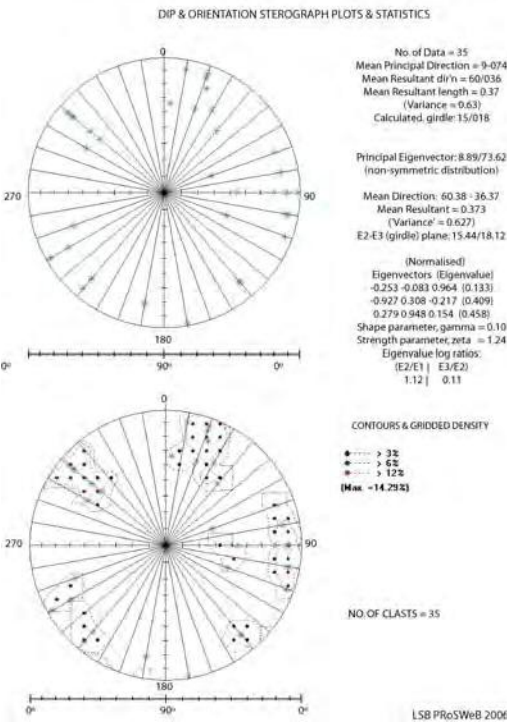 DIP & ORIENTATION STEROGRAPH PLOTS & STATISTICS
0
270
90
180
0°
90°
0°
No. of Data = 35
Mean Principal Direction = 9-074
Mean Resultant dir'n = 60/036
Mean Resultant length = 0.37
(Variance = 0.63)
Calculated. girdle: 15/018
Principal Eigenvector: 8.89/73.62
(non-symmetric distribution)
Mean Direction: 60.38 - 36.37
Mean Resultant = 0.373
('Variance' = 0.627)
E2-E3 (girdle) plane: 15.44/18.12
(Normalised)
Eigenvectors (Eigenvalue)
-0.253 -0.083 0.964 (0.133)
-0.927 0.308 -0.217 (0.409)
0.279 0.948 0.154 (0.458)
Shape parameter, gamma = 0.10
Strength parameter, zeta = 1.24
Eigenvalue log ratios:
(E2/E1 | E3/E2)
1.12 | 0.11
0
270
90
180
0°
90°
0°
CONTOURS & GRIDDED DENSITY
> 3%
> 6%
> 12%
(Max =14.29%)
NO. OF CLASTS = 35
LSB PRoSWeB 2006